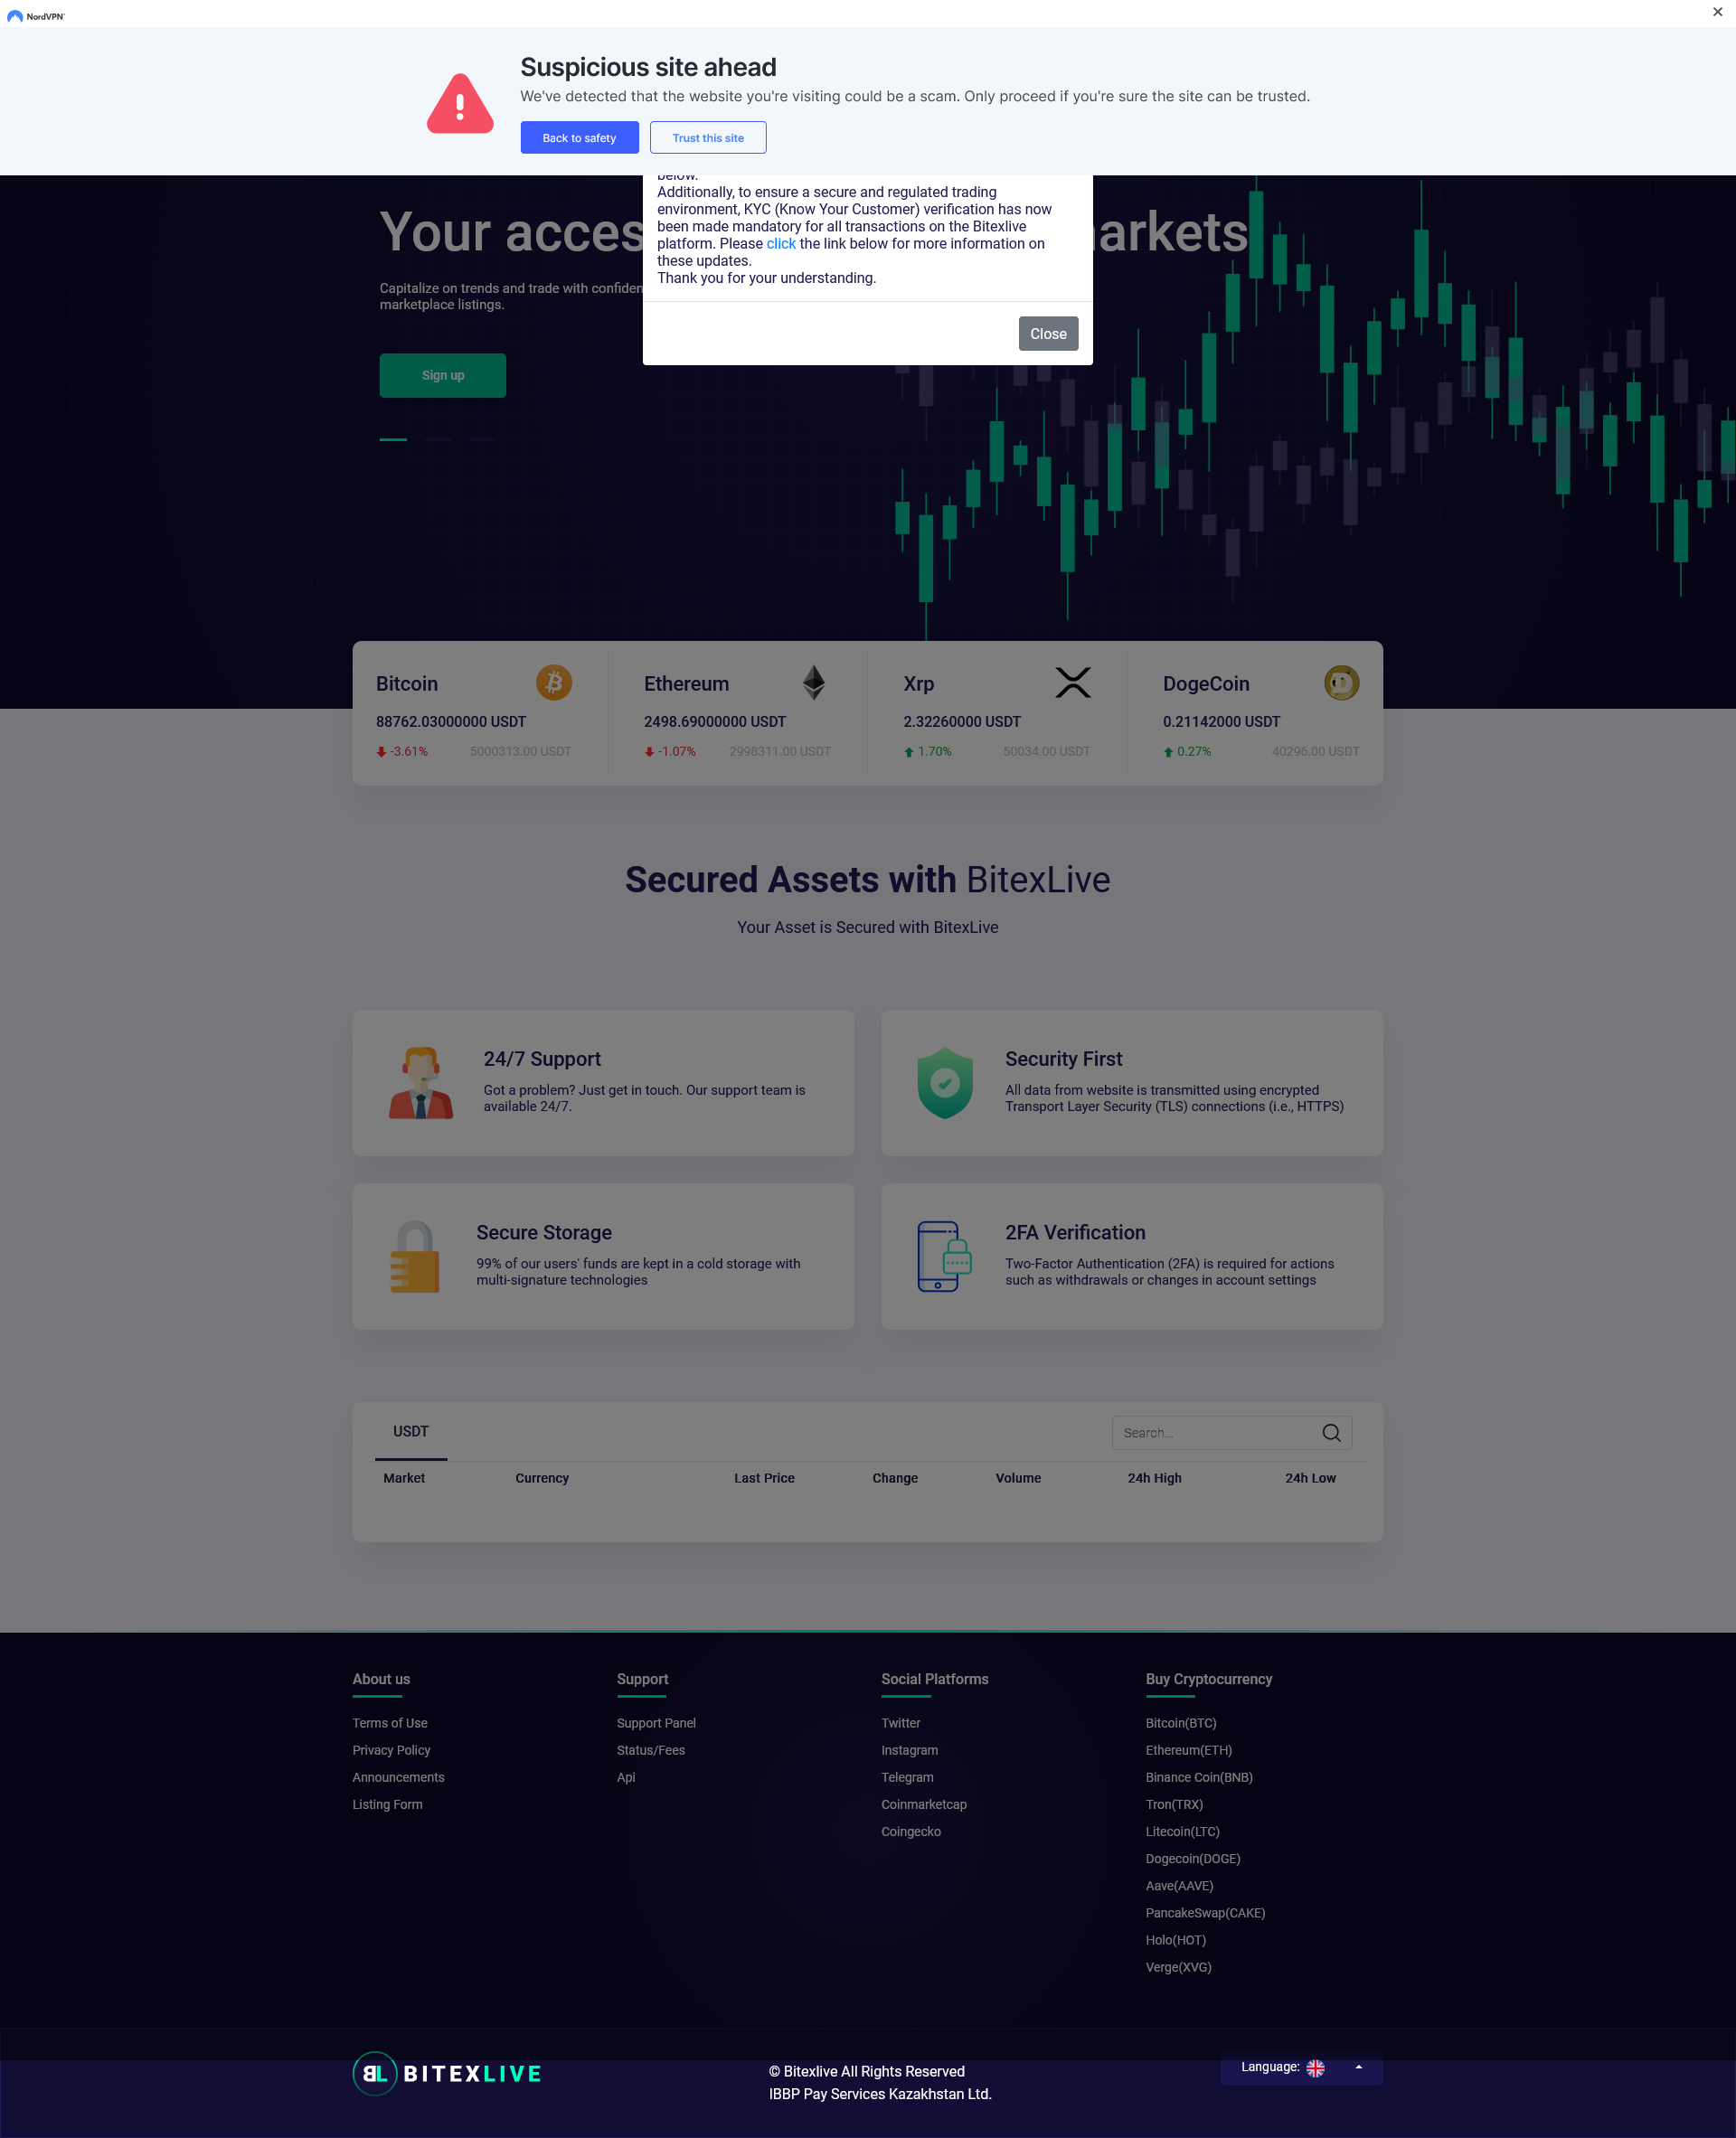 NordVPN
Suspicious site ahead
We've detected that the website you're visiting could be a scam. Only proceed if you're sure the site can be trusted.
Back to safety
Trust this site
below.
Additionally, to ensure a secure and regulated trading
environment, KYC (Know Your Customer) verification has now
been made mandatory for all transactions on the Bitexlive
platform. Please click the link below for more information on
these updates.
Thank you for your understanding.
Close
Your acces
arkets
Capitalize on trends and trade with confiden
marketplace listings.
Sign up
Bitcoin
88762.03000000 USDT
-3.61% 5000313.00 USDT
Ethereum
2498.69000000 USDT
-1.07% 2998311.00 USDT
Xrp
2.32260000 USDT
1.70% 50034.00 USDT
DogeCoin
0.21142000 USDT
0.27% 40296.00 USDT
Secured Assets with BitexLive
Your Asset is Secured with BitexLive
24/7 Support
Got a problem? Just get in touch. Our support team is
available 24/7.
Security First
All data from website is transmitted using encrypted
Transport Layer Security (TLS) connections (i.e., HTTPS)
Secure Storage
99% of our users' funds are kept in a cold storage with
multi-signature technologies
2FA Verification
Two-Factor Authentication (2FA) is required for actions
such as withdrawals or changes in account settings
USDT
Search...
Market Currency Last Price Change Volume 24h High 24h Low
About us
Terms of Use
Privacy Policy
Announcements
Listing Form
Support
Support Panel
Status/Fees
Api
Social Platforms
Twitter
Instagram
Telegram
Coinmarketcap
Coingecko
Buy Cryptocurrency
Bitcoin(BTC)
Ethereum(ETH)
Binance Coin(BNB)
Tron(TRX)
Litecoin(LTC)
Dogecoin(DOGE)
Aave(AAVE)
PancakeSwap(CAKE)
Holo(HOT)
Verge(XVG)
BL BITEXLIVE
© Bitexlive All Rights Reserved
IBBP Pay Services Kazakhstan Ltd.
Language: